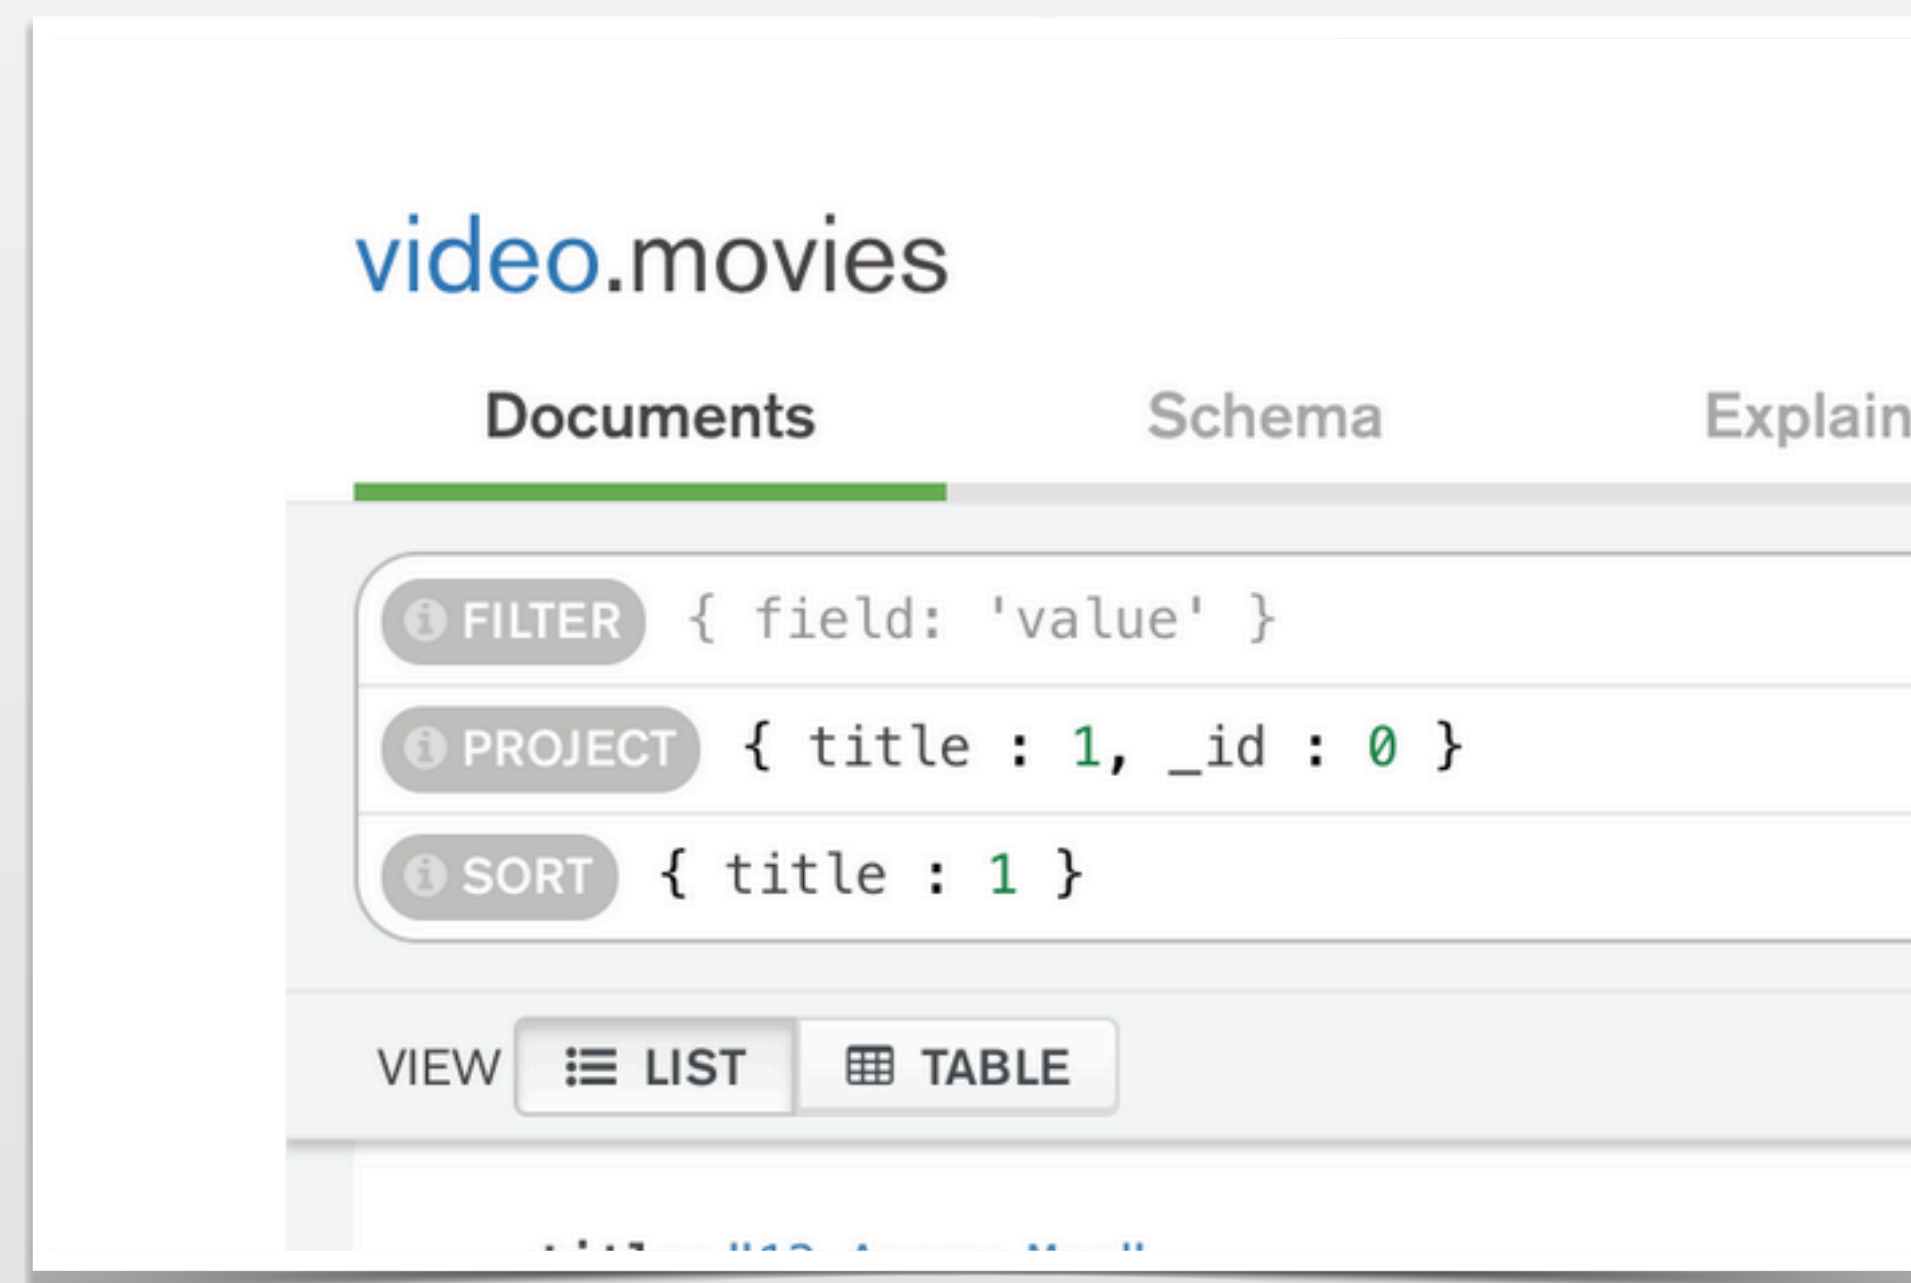 video.movies
Documents Schema Explain
FILTER { field: 'value' }
PROJECT { title : 1, _id : 0 }
SORT { title : 1 }
VIEW LIST TABLE